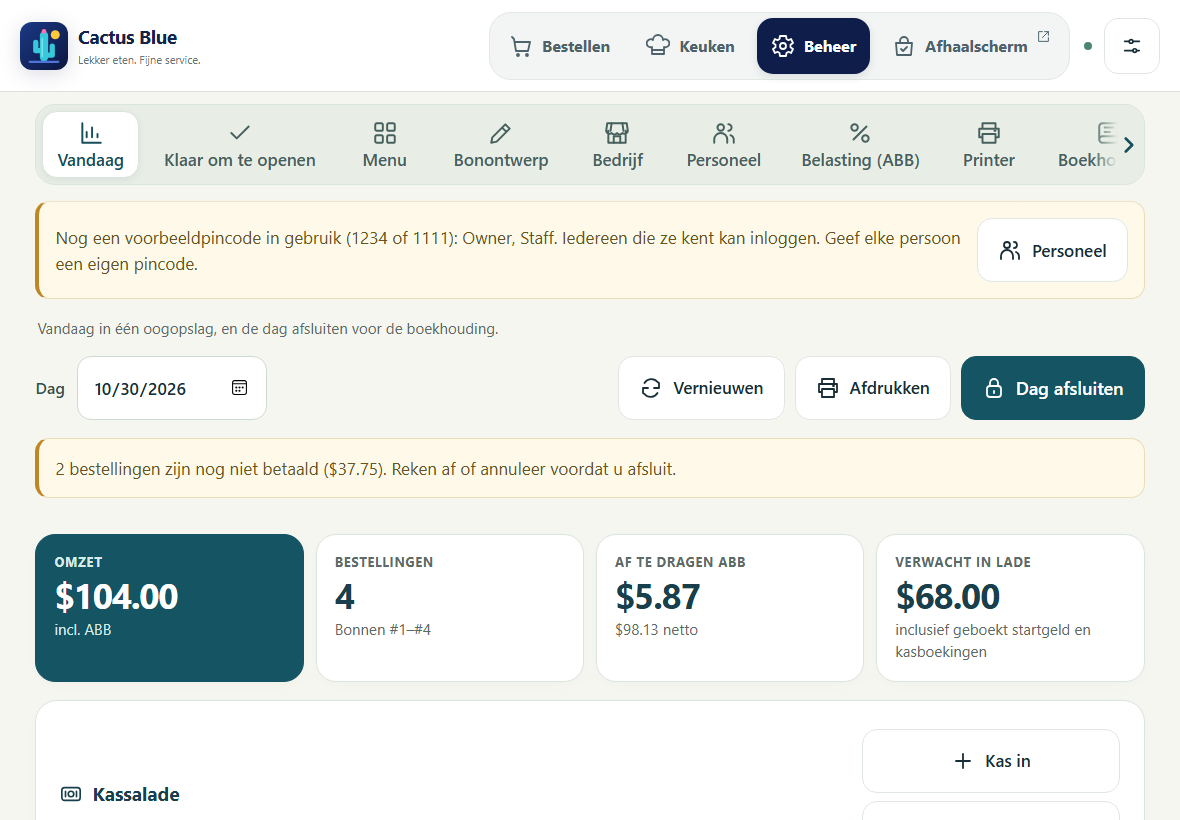 Cactus Blue
Lekker eten. Fijne service.
Bestellen
Keuken
Beheer
Afhaalscherm
Vandaag
Klaar om te openen
Menu
Bonontwerp
Bedrijf
Personeel
Belasting (ABB)
Printer
Boekho
Nog een voorbeeldpincode in gebruik (1234 of 1111): Owner, Staff. Iedereen die ze kent kan inloggen. Geef elke persoon
een eigen pincode.
Personeel
Vandaag in één oogopslag, en de dag afsluiten voor de boekhouding.
Dag
10/30/2026
Vernieuwen
Afdrukken
Dag afsluiten
2 bestellingen zijn nog niet betaald ($37.75). Reken af of annuleer voordat u afsluit.
OMZET
$104.00
incl. ABB
BESTELLINGEN
4
Bonnen #1–#4
AF TE DRAGEN ABB
$5.87
$98.13 netto
VERWACHT IN LADE
$68.00
inclusief geboekt startgeld en
kasboekingen
Kas in
Kassalade